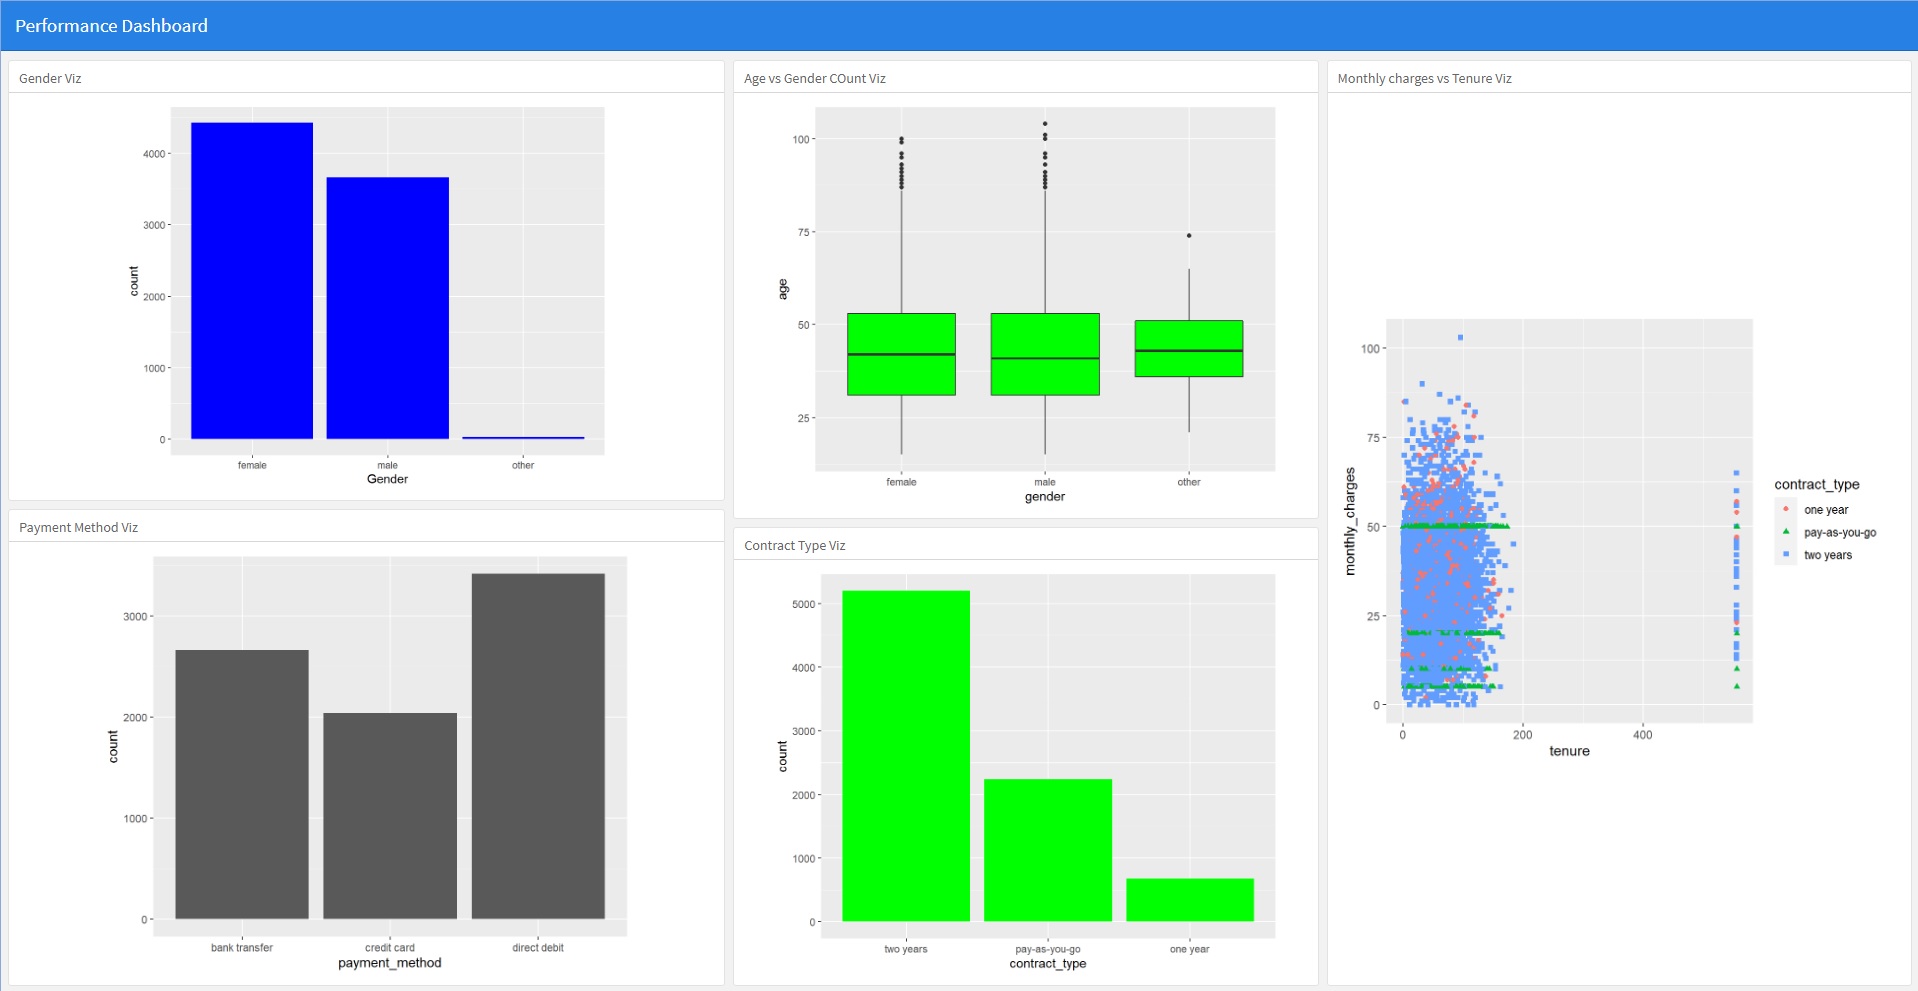 Performance Dashboard
Gender Viz
4000
3000
2000
1000
0
count
female male other
Gender
Payment Method Viz
3000
2000
1000
0
count
bank transfer credit card direct debit
payment_method
Age vs Gender COunt Viz
100
75
50
25
age
female male other
gender
Contract Type Viz
5000
4000
3000
2000
1000
0
count
two years pay-as-you-go one year
contract_type
Monthly charges vs Tenure Viz
100
75
50
25
0
monthly_charges
0 200 400
tenure
contract_type
one year
pay-as-you-go
two years